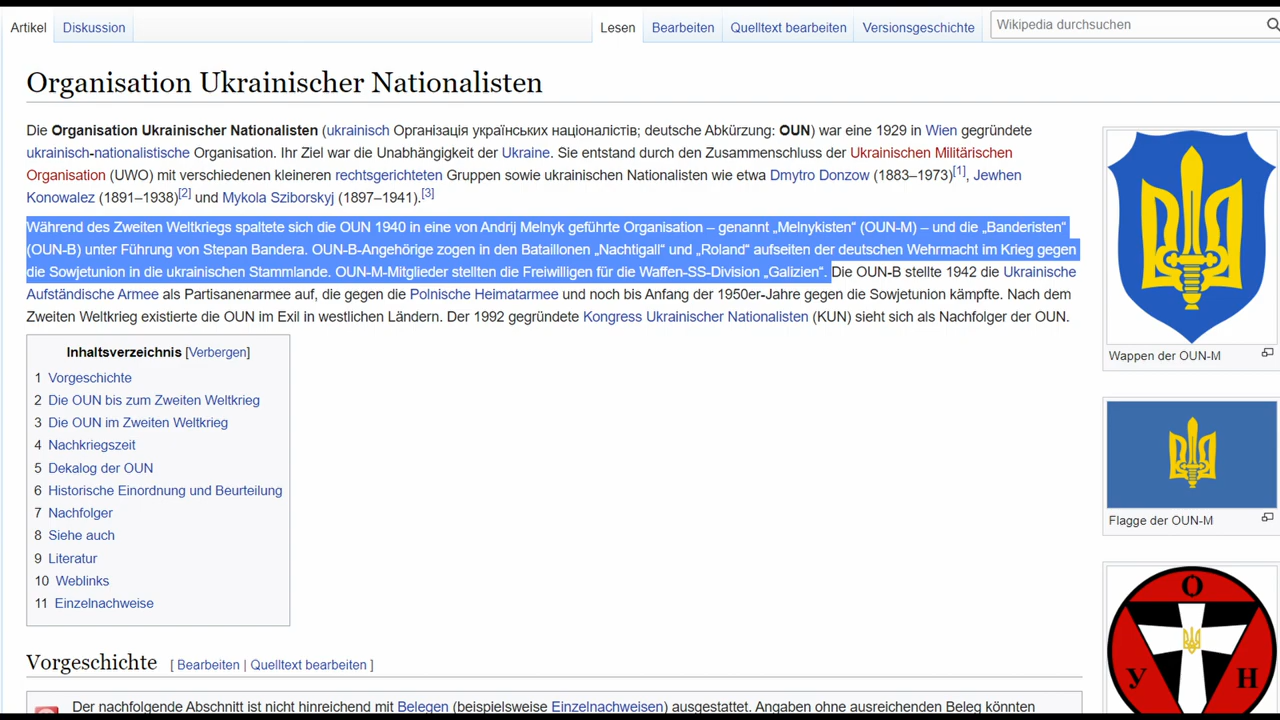 Artikel Diskussion Lesen Bearbeiten Quelltext bearbeiten Versionsgeschichte Wikipedia durchsuchen
Organisation Ukrainischer Nationalisten
Die Organisation Ukrainischer Nationalisten (ukrainisch Організація українських націоналістів; deutsche Abkürzung: OUN) war eine 1929 in Wien gegründete
ukrainisch-nationalistische Organisation. Ihr Ziel war die Unabhängigkeit der Ukraine. Sie entstand durch den Zusammenschluss der Ukrainischen Militärischen
Organisation (UWO) mit verschiedenen kleineren rechtsgerichteten Gruppen sowie ukrainischen Nationalisten wie etwa Dmytro Donzow (1883–1973)[1], Jewhen
Konowalez (1891–1938)[2] und Mykola Sziborskyj (1897–1941).[3]
Während des Zweiten Weltkriegs spaltete sich die OUN 1940 in eine von Andrij Melnyk geführte Organisation – genannt „Melnykisten“ (OUN-M) – und die „Banderisten“
(OUN-B) unter Führung von Stepan Bandera. OUN-B-Angehörige zogen in den Bataillonen „Nachtigall“ und „Roland“ aufseiten der deutschen Wehrmacht im Krieg gegen
die Sowjetunion in die ukrainischen Stammlande. OUN-M-Mitglieder stellten die Freiwilligen für die Waffen-SS-Division „Galizien“. Die OUN-B stellte 1942 die Ukrainische
Aufständische Armee als Partisanenarmee auf, die gegen die Polnische Heimatarmee und noch bis Anfang der 1950er-Jahre gegen die Sowjetunion kämpfte. Nach dem
Zweiten Weltkrieg existierte die OUN im Exil in westlichen Ländern. Der 1992 gegründete Kongress Ukrainischer Nationalisten (KUN) sieht sich als Nachfolger der OUN.
Inhaltsverzeichnis [Verbergen]
1 Vorgeschichte
2 Die OUN bis zum Zweiten Weltkrieg
3 Die OUN im Zweiten Weltkrieg
4 Nachkriegszeit
5 Dekalog der OUN
6 Historische Einordnung und Beurteilung
7 Nachfolger
8 Siehe auch
9 Literatur
10 Weblinks
11 Einzelnachweise
Wappen der OUN-M
Flagge der OUN-M
О
У Н
Vorgeschichte [ Bearbeiten | Quelltext bearbeiten ]
Der nachfolgende Abschnitt ist nicht hinreichend mit Belegen (beispielsweise Einzelnachweisen) ausgestattet. Angaben ohne ausreichenden Beleg könnten